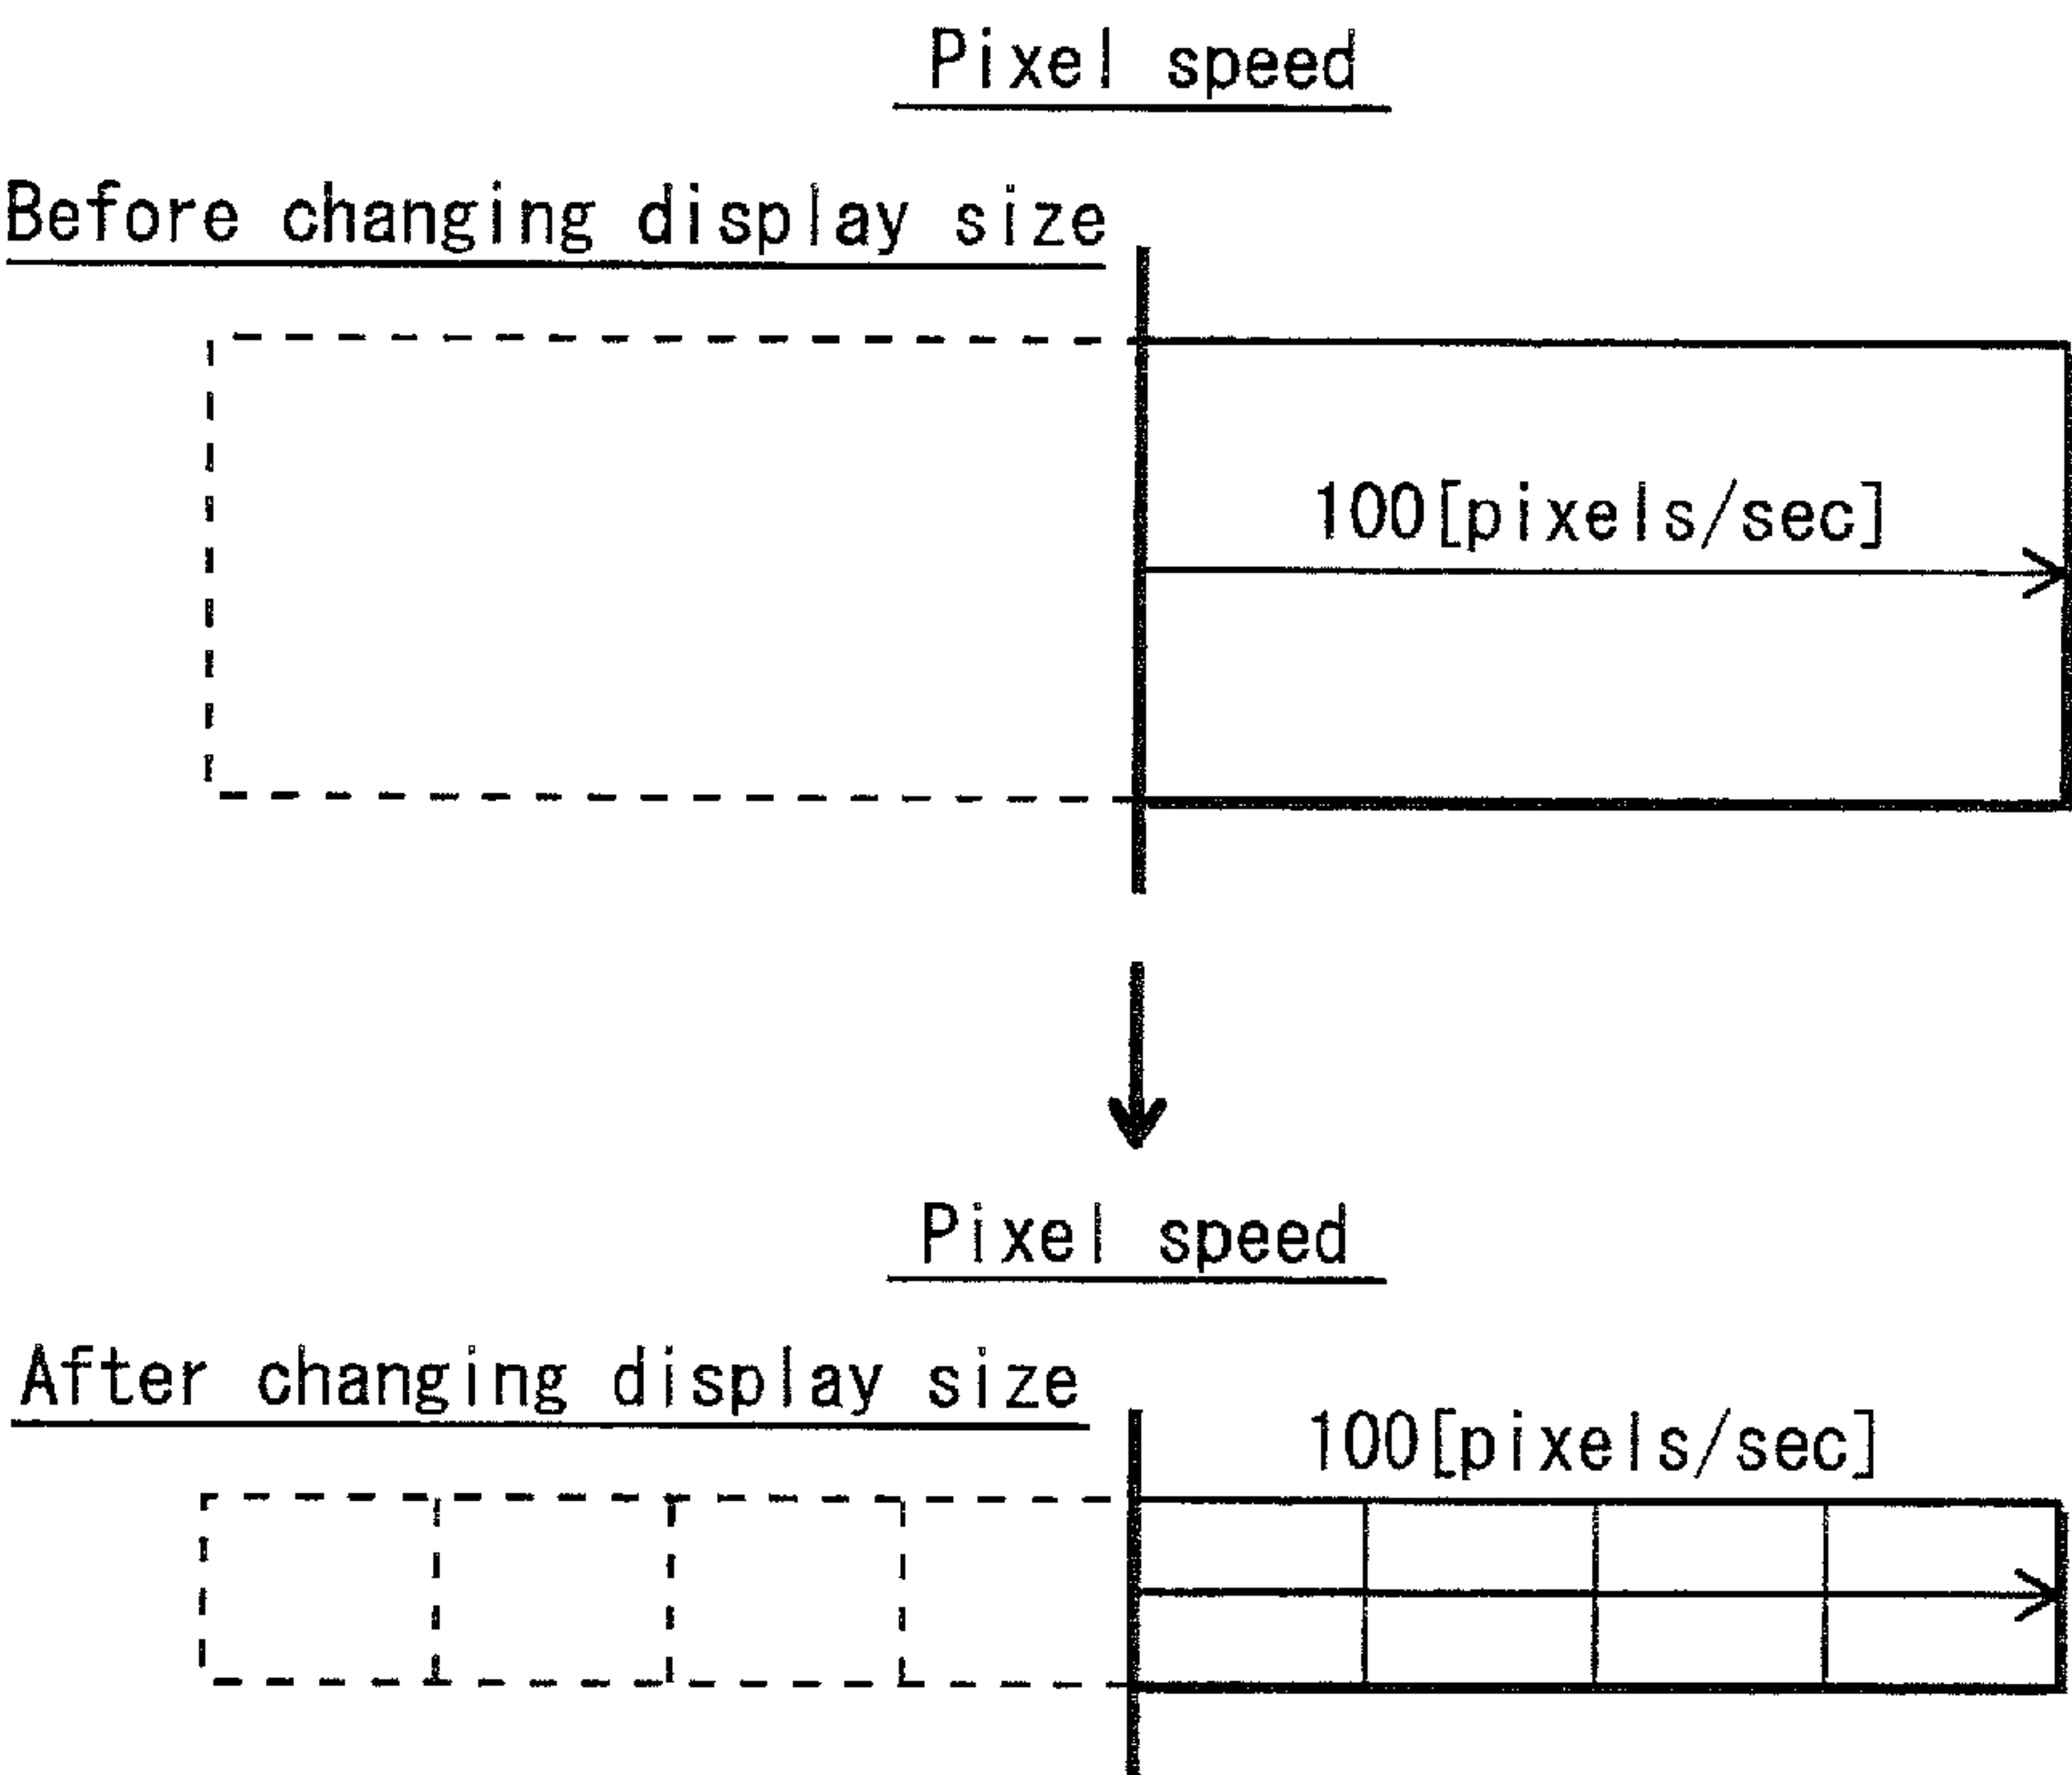 Pixel speed
Before changing display size
100[pixels/sec]
Pixel speed
After changing display size
100[pixels/sec]